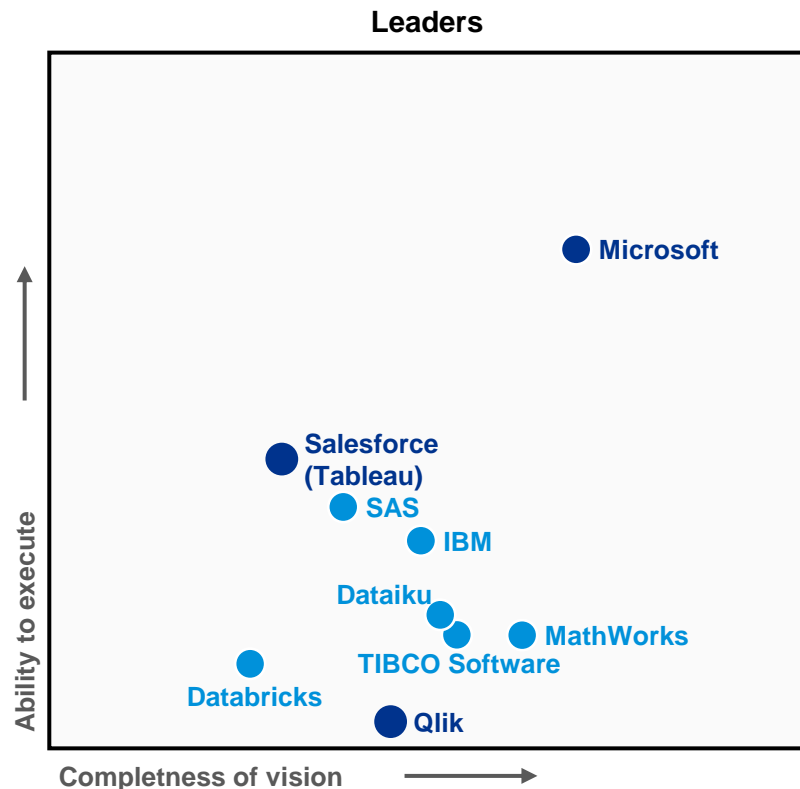 Leaders
Microsoft
Salesforce
(Tableau)
SAS
IBM
Dataiku
MathWorks
TIBCO Software
Databricks
Qlik
Ability to execute
Completness of vision